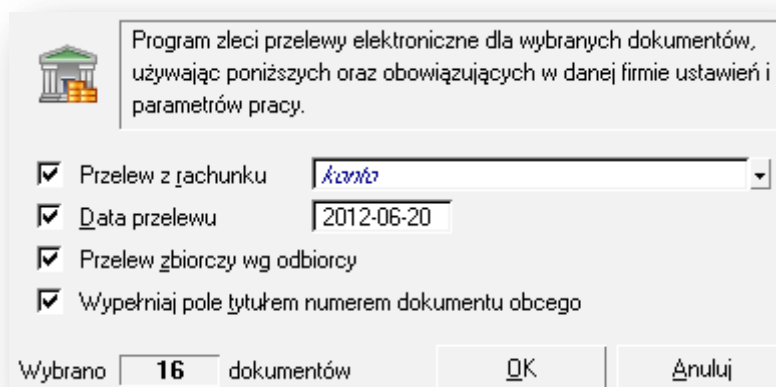 Program zleci przelewy elektroniczne dla wybranych dokumentów,
używając poniższych oraz obowiązujących w danej firmie ustawień i
parametrów pracy.
Przelew z rachunku konto
Data przelewu 2012-06-20
Przelew zbiorczy wg odbiorcy
Wypełniaj pole tytułem numerem dokumentu obcego
Wybrano 16 dokumentów OK Anuluj